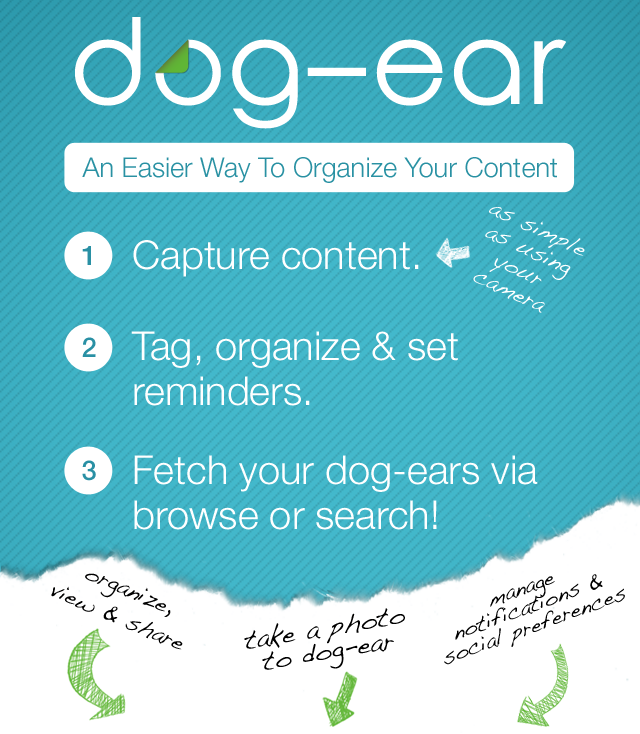 dog-ear
An Easier Way To Organize Your Content
1 Capture content.
as simple
as using
your
camera
2 Tag, organize & set
reminders.
3 Fetch your dog-ears via
browse or search!
organize,
view & share
take a photo
to dog-ear
manage
notifications &
social preferences